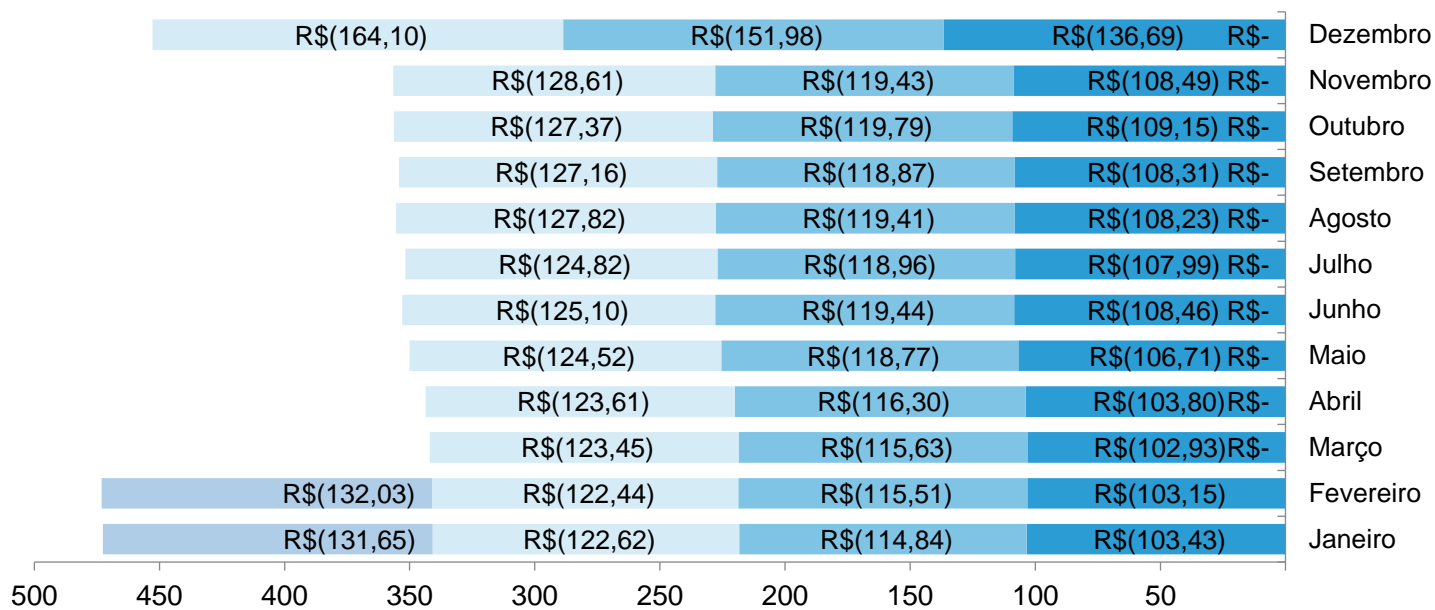 R$(164,10) R$(151,98) R$(136,69) R$- Dezembro
R$(128,61) R$(119,43) R$(108,49) R$- Novembro
R$(127,37) R$(119,79) R$(109,15) R$- Outubro
R$(127,16) R$(118,87) R$(108,31) R$- Setembro
R$(127,82) R$(119,41) R$(108,23) R$- Agosto
R$(124,82) R$(118,96) R$(107,99) R$- Julho
R$(125,10) R$(119,44) R$(108,46) R$- Junho
R$(124,52) R$(118,77) R$(106,71) R$- Maio
R$(123,61) R$(116,30) R$(103,80) R$- Abril
R$(123,45) R$(115,63) R$(102,93) R$- Março
R$(132,03) R$(122,44) R$(115,51) R$(103,15) Fevereiro
R$(131,65) R$(122,62) R$(114,84) R$(103,43) Janeiro
500 450 400 350 300 250 200 150 100 50